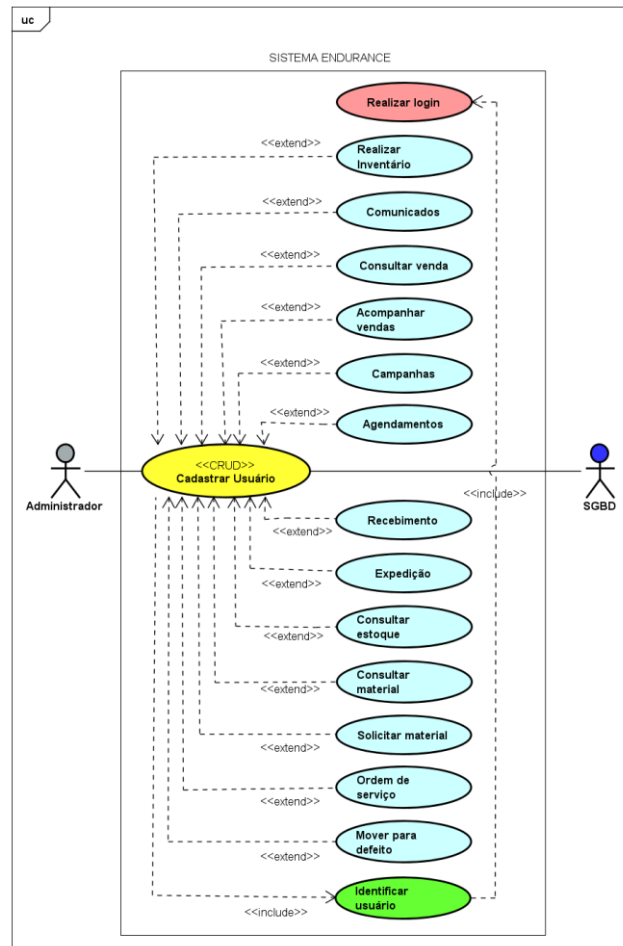 uc
SISTEMA ENDURANCE
Realizar login
<<extend>>
Realizar
Inventário
<<extend>>
Comunicados
<<extend>>
Consultar venda
<<extend>>
Acompanhar
vendas
<<extend>>
Campanhas
<<extend>>
Agendamentos
<<CRUD>>
Cadastrar Usuário
Administrador
SGBD
<<include>>
Recebimento
<<extend>>
Expedição
<<extend>>
Consultar
estoque
<<extend>>
Consultar
material
<<extend>>
Solicitar material
<<extend>>
Ordem de
serviço
<<extend>>
Mover para
defeito
<<extend>>
Identificar
usuário
<<include>>